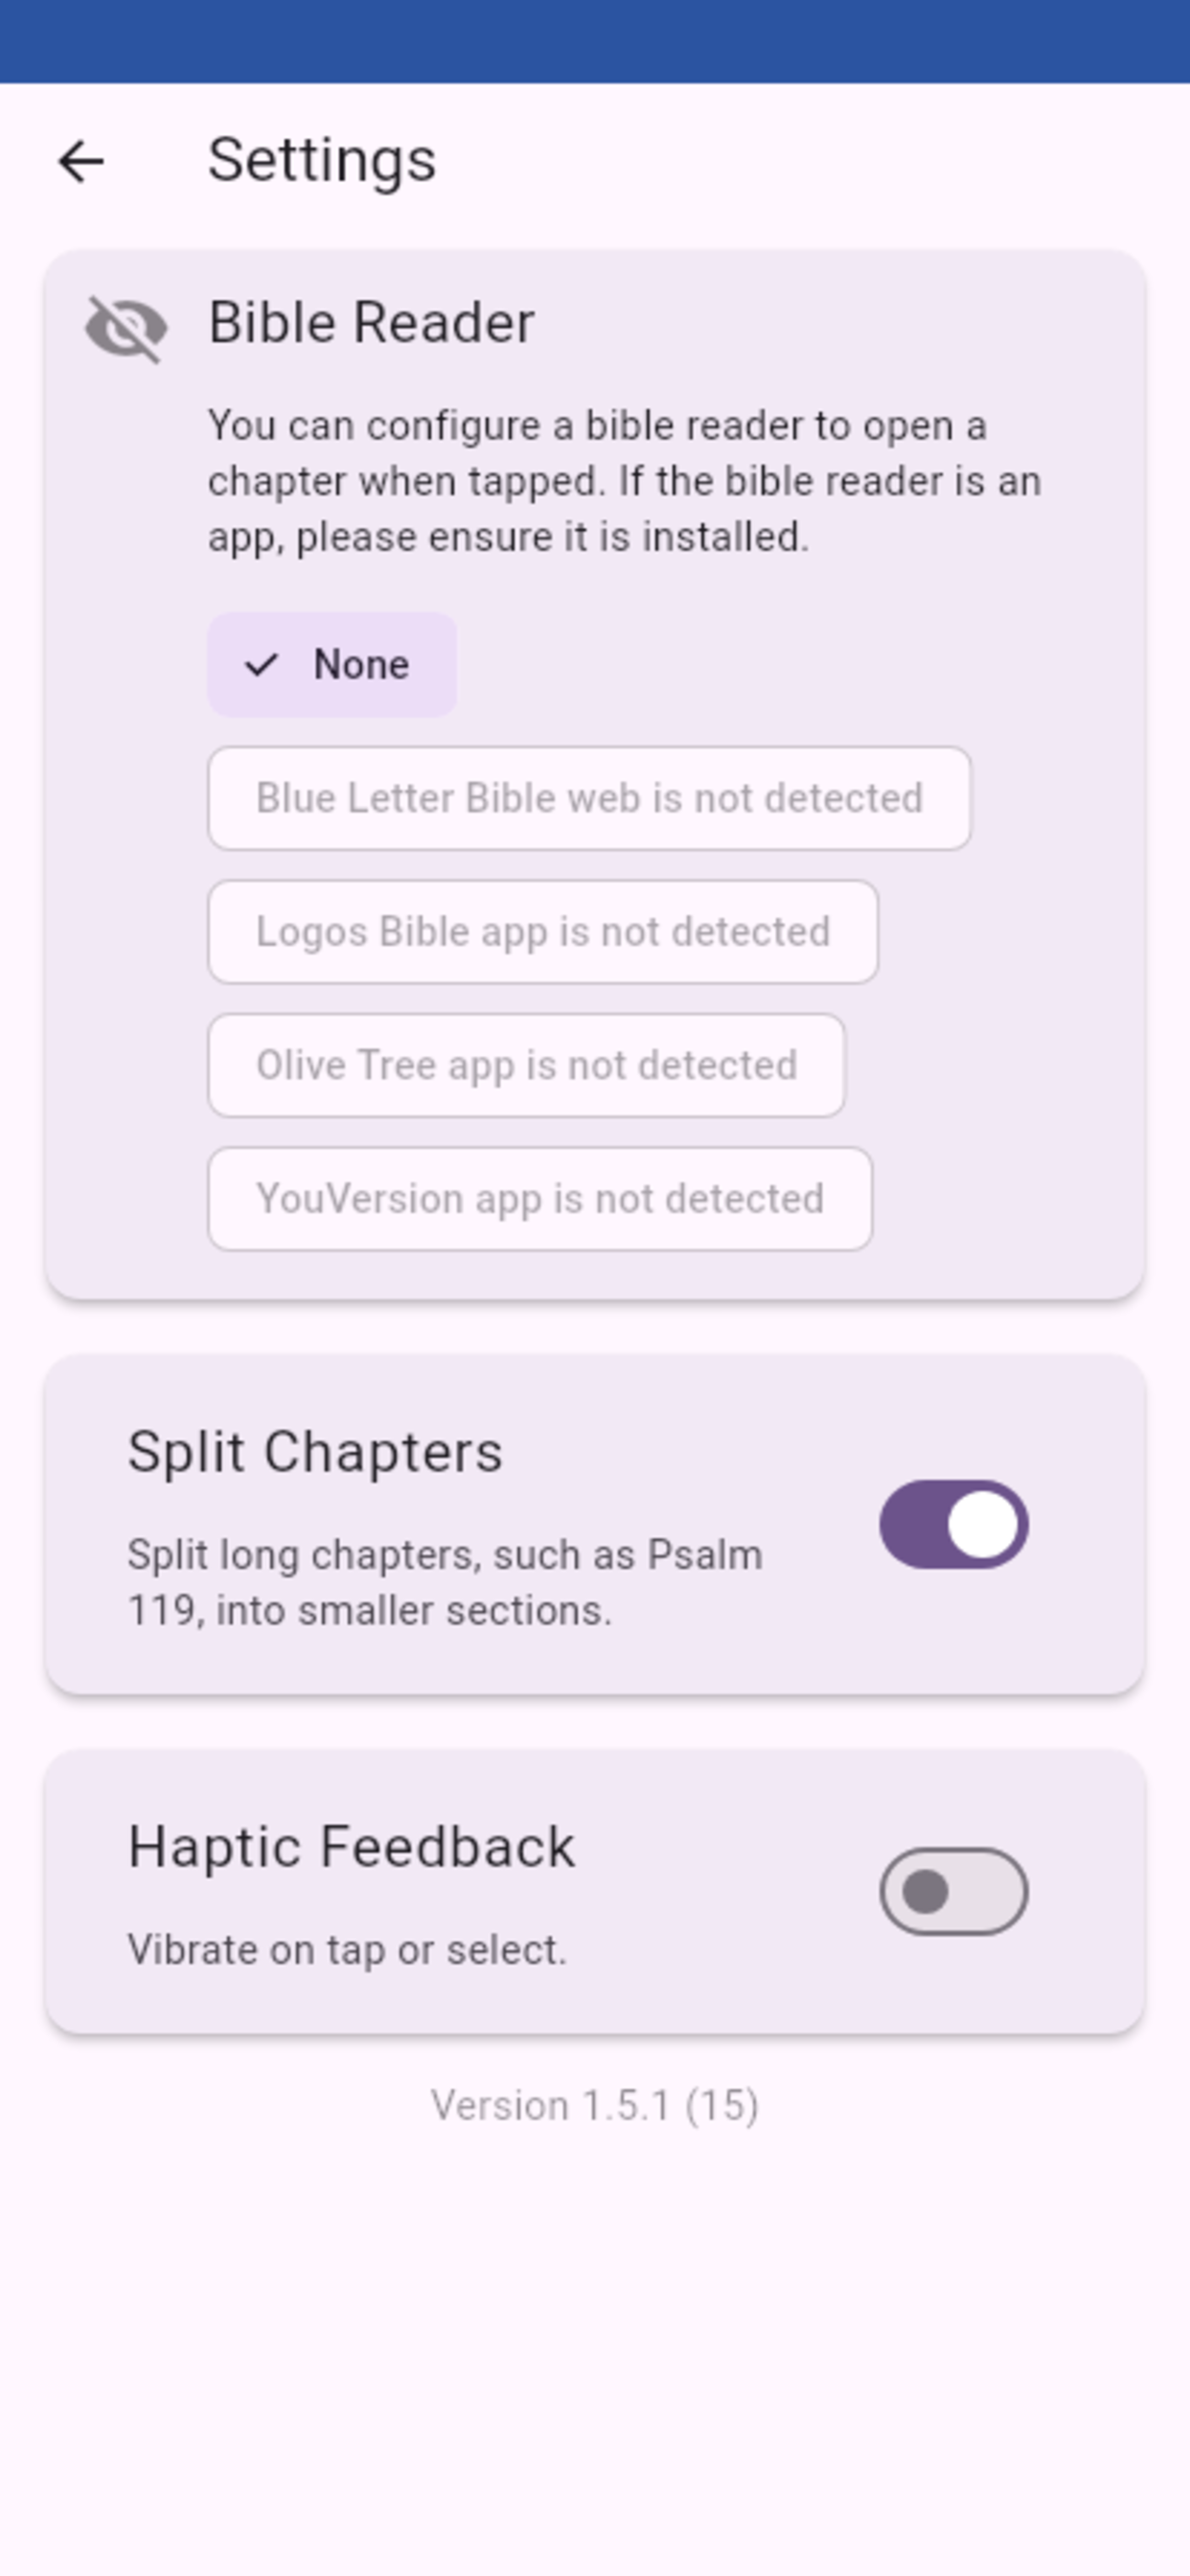 Settings
Bible Reader
You can configure a bible reader to open a
chapter when tapped. If the bible reader is an
app, please ensure it is installed.
None
Blue Letter Bible web is not detected
Logos Bible app is not detected
Olive Tree app is not detected
YouVersion app is not detected
Split Chapters
Split long chapters, such as Psalm
119, into smaller sections.
Haptic Feedback
Vibrate on tap or select.
Version 1.5.1 (15)